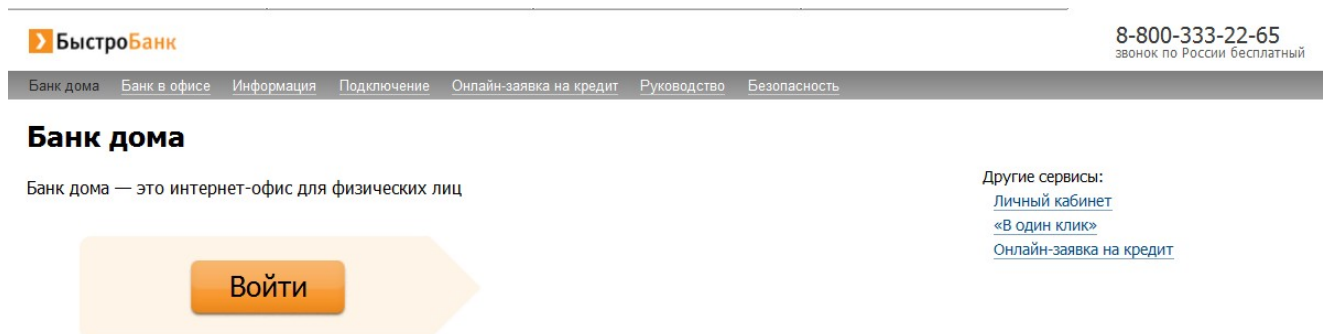 БыстроБанк
8-800-333-22-65
звонок по России бесплатный
Банк дома Банк в офисе Информация Подключение Онлайн-заявка на кредит Руководство Безопасность
Банк дома
Банк дома — это интернет-офис для физических лиц
Другие сервисы:
Личный кабинет
«В один клик»
Онлайн-заявка на кредит
Войти